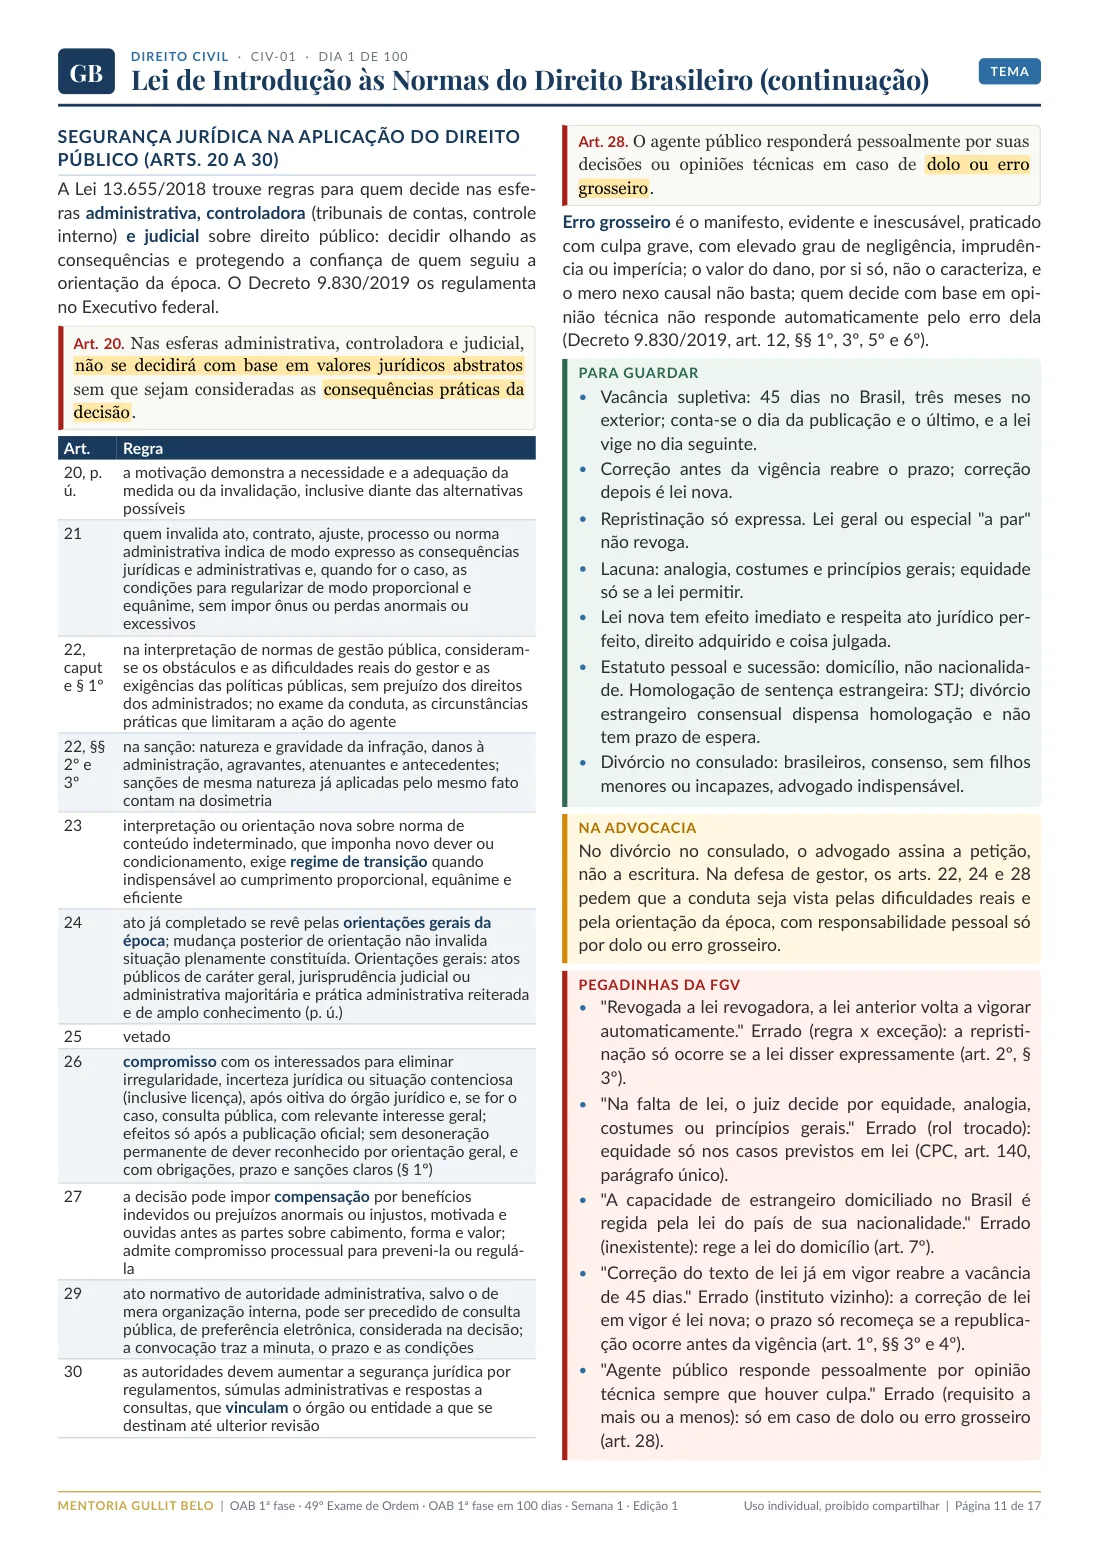 GB
DIREITO CIVIL · CIV-01 · DIA 1 DE 100
Lei de Introdução às Normas do Direito Brasileiro (continuação)
TEMA
SEGURANÇA JURÍDICA NA APLICAÇÃO DO DIREITO
PÚBLICO (ARTS. 20 A 30)
A Lei 13.655/2018 trouxe regras para quem decide nas esfe-
ras administrativa, controladora (tribunais de contas, controle
interno) e judicial sobre direito público: decidir olhando as
consequências e protegendo a confiança de quem seguiu a
orientação da época. O Decreto 9.830/2019 os regulamenta
no Executivo federal.
Art. 20. Nas esferas administrativa, controladora e judicial,
não se decidirá com base em valores jurídicos abstratos
sem que sejam consideradas as consequências práticas da
decisão.
Art. Regra
20, p. a motivação demonstra a necessidade e a adequação da
ú. medida ou da invalidação, inclusive diante das alternativas
possíveis
21 quem invalida ato, contrato, ajuste, processo ou norma
administrativa indica de modo expresso as consequências
jurídicas e administrativas e, quando for o caso, as
condições para regularizar de modo proporcional e
equânime, sem impor ônus ou perdas anormais ou
excessivos
22, na interpretação de normas de gestão pública, consideram-
caput se os obstáculos e as dificuldades reais do gestor e as
e § 1º exigências das políticas públicas, sem prejuízo dos direitos
dos administrados; no exame da conduta, as circunstâncias
práticas que limitaram a ação do agente
22, §§ na sanção: natureza e gravidade da infração, danos à
2º e administração, agravantes, atenuantes e antecedentes;
3º sanções de mesma natureza já aplicadas pelo mesmo fato
contam na dosimetria
23 interpretação ou orientação nova sobre norma de
conteúdo indeterminado, que imponha novo dever ou
condicionamento, exige regime de transição quando
indispensável ao cumprimento proporcional, equânime e
eficiente
24 ato já completado se revê pelas orientações gerais da
época; mudança posterior de orientação não invalida
situação plenamente constituída. Orientações gerais: atos
públicos de caráter geral, jurisprudência judicial ou
administrativa majoritária e prática administrativa reiterada
e de amplo conhecimento (p. ú.)
25 vetado
26 compromisso com os interessados para eliminar
irregularidade, incerteza jurídica ou situação contenciosa
(inclusive licença), após oitiva do órgão jurídico e, se for o
caso, consulta pública, com relevante interesse geral;
efeitos só após a publicação oficial; sem desoneração
permanente de dever reconhecido por orientação geral, e
com obrigações, prazo e sanções claros (§ 1º)
27 a decisão pode impor compensação por benefícios
indevidos ou prejuízos anormais ou injustos, motivada e
ouvidas antes as partes sobre cabimento, forma e valor;
admite compromisso processual para preveni-la ou regulá-
la
29 ato normativo de autoridade administrativa, salvo o de
mera organização interna, pode ser precedido de consulta
pública, de preferência eletrônica, considerada na decisão;
a convocação traz a minuta, o prazo e as condições
30 as autoridades devem aumentar a segurança jurídica por
regulamentos, súmulas administrativas e respostas a
consultas, que vinculam o órgão ou entidade a que se
destinam até ulterior revisão
Art. 28. O agente público responderá pessoalmente por suas
decisões ou opiniões técnicas em caso de dolo ou erro
grosseiro.
Erro grosseiro é o manifesto, evidente e inescusável, praticado
com culpa grave, com elevado grau de negligência, imprudên-
cia ou imperícia; o valor do dano, por si só, não o caracteriza, e
o mero nexo causal não basta; quem decide com base em opi-
nião técnica não responde automaticamente pelo erro dela
(Decreto 9.830/2019, art. 12, §§ 1º, 3º, 5º e 6º).
PARA GUARDAR
• Vacância supletiva: 45 dias no Brasil, três meses no
exterior; conta-se o dia da publicação e o último, e a lei
vige no dia seguinte.
• Correção antes da vigência reabre o prazo; correção
depois é lei nova.
• Repristinação só expressa. Lei geral ou especial "a par"
não revoga.
• Lacuna: analogia, costumes e princípios gerais; equidade
só se a lei permitir.
• Lei nova tem efeito imediato e respeita ato jurídico per-
feito, direito adquirido e coisa julgada.
• Estatuto pessoal e sucessão: domicílio, não nacionalida-
de. Homologação de sentença estrangeira: STJ; divórcio
estrangeiro consensual dispensa homologação e não
tem prazo de espera.
• Divórcio no consulado: brasileiros, consenso, sem filhos
menores ou incapazes, advogado indispensável.
NA ADVOCACIA
No divórcio no consulado, o advogado assina a petição,
não a escritura. Na defesa de gestor, os arts. 22, 24 e 28
pedem que a conduta seja vista pelas dificuldades reais e
pela orientação da época, com responsabilidade pessoal só
por dolo ou erro grosseiro.
PEGADINHAS DA FGV
• "Revogada a lei revogadora, a lei anterior volta a vigorar
automaticamente." Errado (regra x exceção): a repristi-
nação só ocorre se a lei disser expressamente (art. 2º, §
3º).
• "Na falta de lei, o juiz decide por equidade, analogia,
costumes ou princípios gerais." Errado (rol trocado):
equidade só nos casos previstos em lei (CPC, art. 140,
parágrafo único).
• "A capacidade de estrangeiro domiciliado no Brasil é
regida pela lei do país de sua nacionalidade." Errado
(inexistente): rege a lei do domicílio (art. 7º).
• "Correção do texto de lei já em vigor reabre a vacância
de 45 dias." Errado (instituto vizinho): a correção de lei
em vigor é lei nova; o prazo só recomeça se a republica-
ção ocorre antes da vigência (art. 1º, §§ 3º e 4º).
• "Agente público responde pessoalmente por opinião
técnica sempre que houver culpa." Errado (requisito a
mais ou a menos): só em caso de dolo ou erro grosseiro
(art. 28).
MENTORIA GULLIT BELO | OAB 1ª fase · 49º Exame de Ordem · OAB 1ª fase em 100 dias · Semana 1 · Edição 1
Uso individual, proibido compartilhar | Página 11 de 17